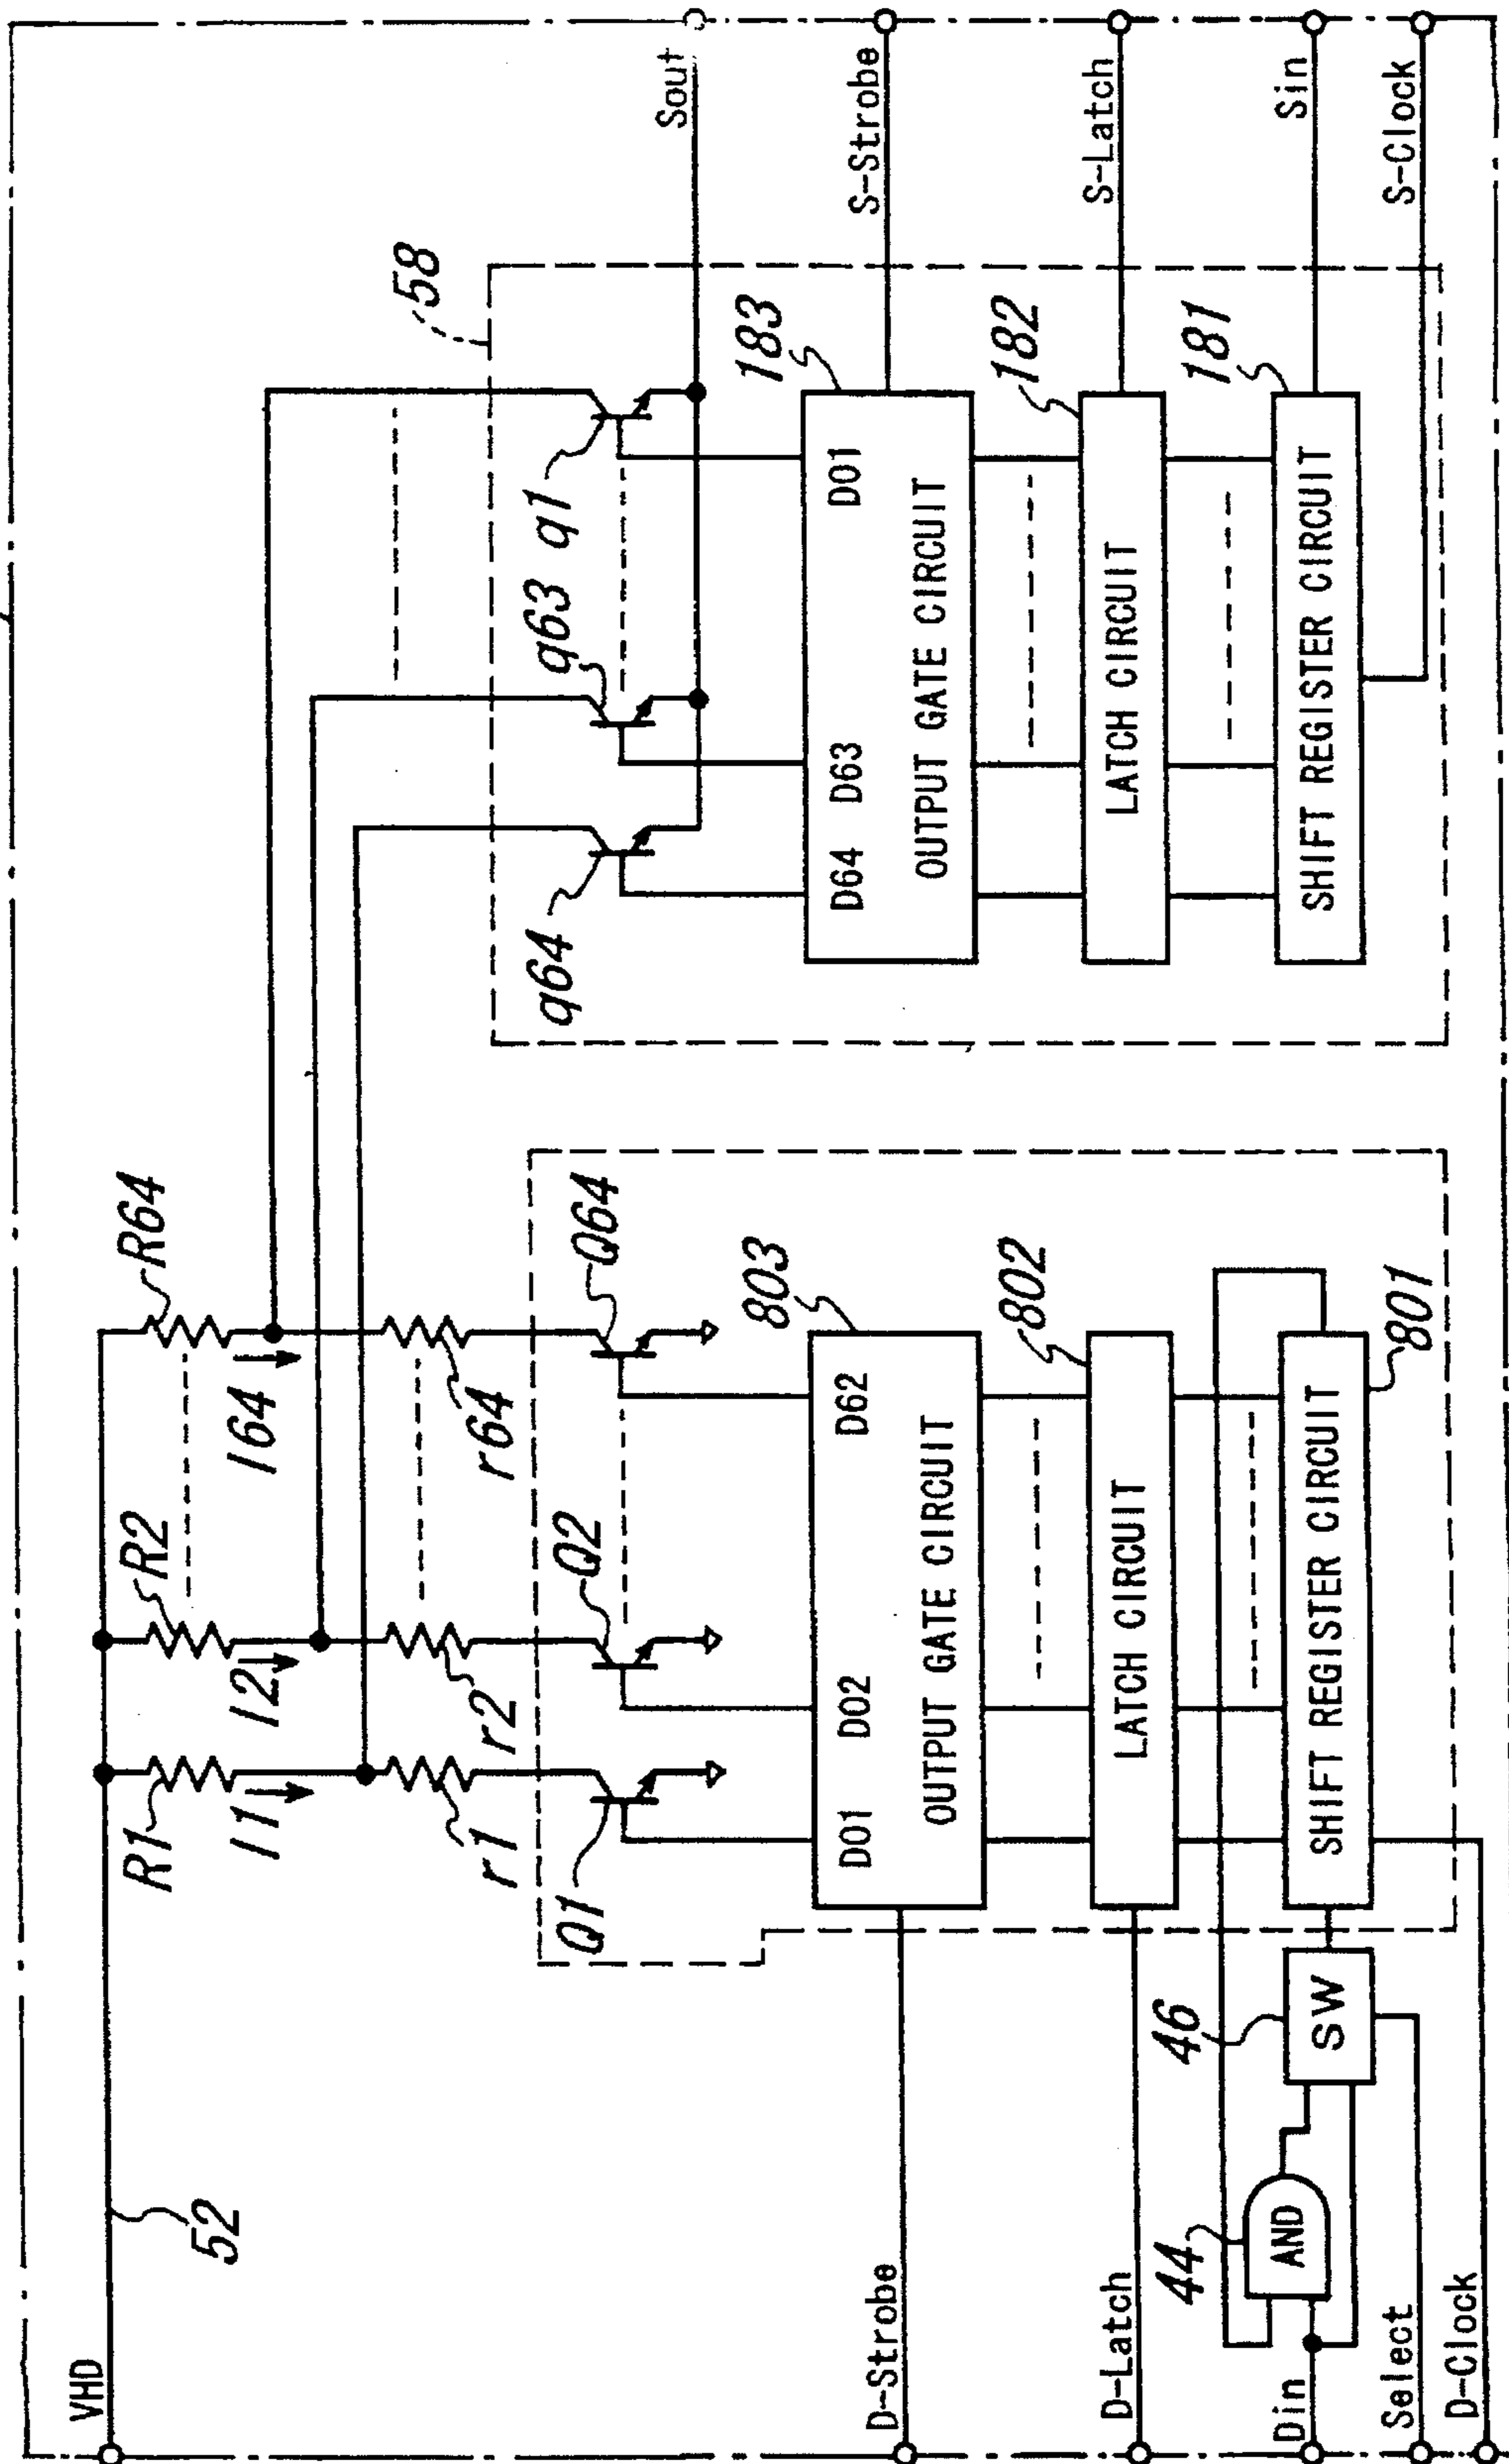 VHD
52
R1
R2
R64
I1
I2
I64
r1
r2
r64
Sout
58
Q1
Q2
Q64
q64
q63
q1
D-Strobe
S-Strobe
803
183
D01 D02 D62
OUTPUT GATE CIRCUIT
D64 D63 D01
OUTPUT GATE CIRCUIT
D-Latch
S-Latch
802
182
LATCH CIRCUIT
LATCH CIRCUIT
44
46
AND
SW
Din
Sin
801
181
SHIFT REGISTER CIRCUIT
SHIFT REGISTER CIRCUIT
Select
S-Clock
D-Clock